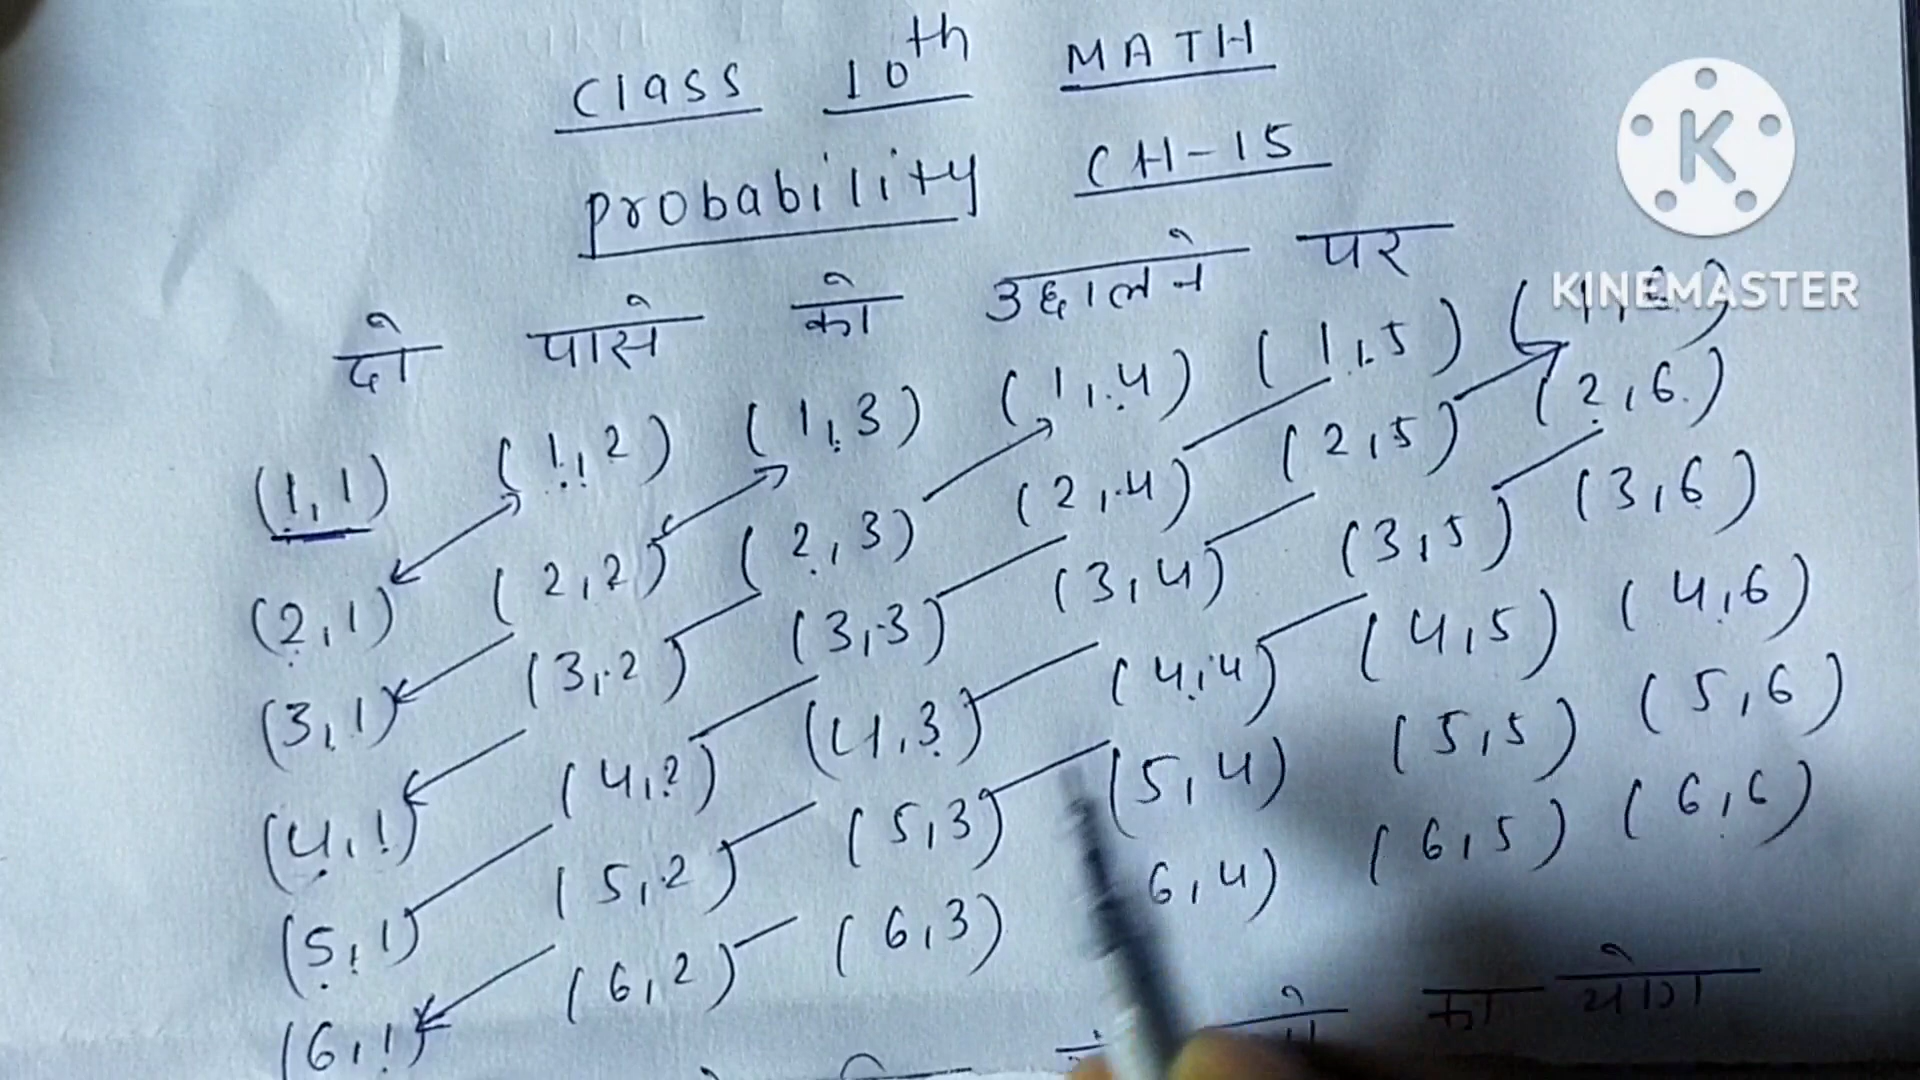 Class 10th MATH
Probability CH-15
दो पासे को उछालने पर
(1,1) (1,2) (1,3) (1,4) (1,5) (1,6)
(2,1) (2,2) (2,3) (2,4) (2,5) (2,6)
(3,1) (3,2) (3,3) (3,4) (3,5) (3,6)
(4,1) (4,2) (4,3) (4,4) (4,5) (4,6)
(5,1) (5,2) (5,3) (5,4) (5,5) (5,6)
(6,1) (6,2) (6,3) 6,4) (6,5) (6,6)
का योग
K
KINEMASTER